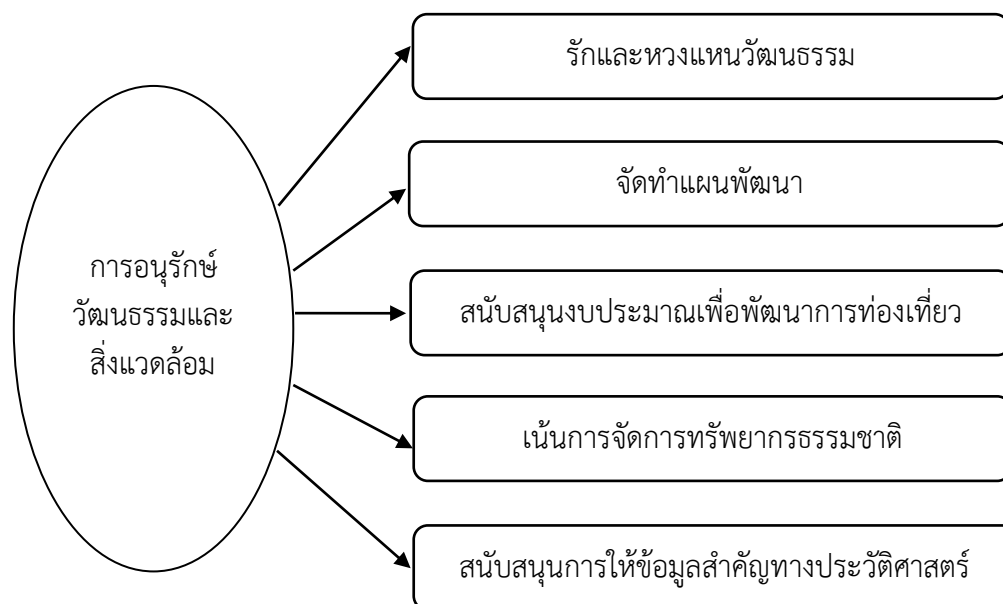 รักและหวงแหนวัฒนธรรม
จัดทำแผนพัฒนา
การอนุรักษ์
วัฒนธรรมและ
สิ่งแวดล้อม
สนับสนุนงบประมาณเพื่อพัฒนาการท่องเที่ยว
เน้นการจัดการทรัพยากรธรรมชาติ
สนับสนุนการให้ข้อมูลสำคัญทางประวัติศาสตร์